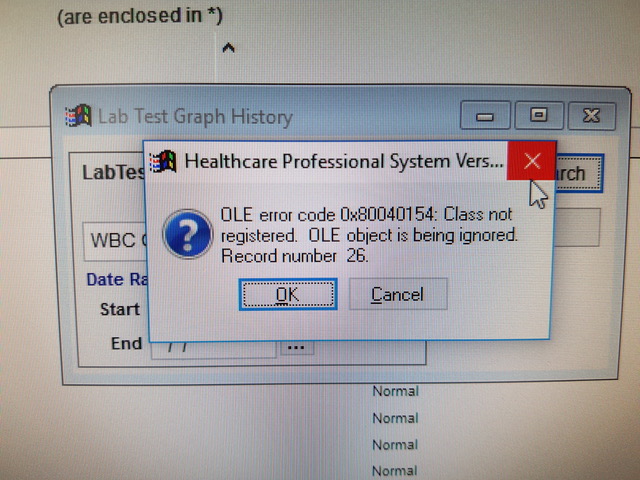 (are enclosed in *)
Lab Test Graph History
Healthcare Professional System Vers...
LabTes
rch
OLE error code 0x80040154: Class not
registered. OLE object is being ignored.
Record number 26.
WBC
Date Ra
Start
OK
Cancel
End
/ /
...
Normal
Normal
Normal
Normal